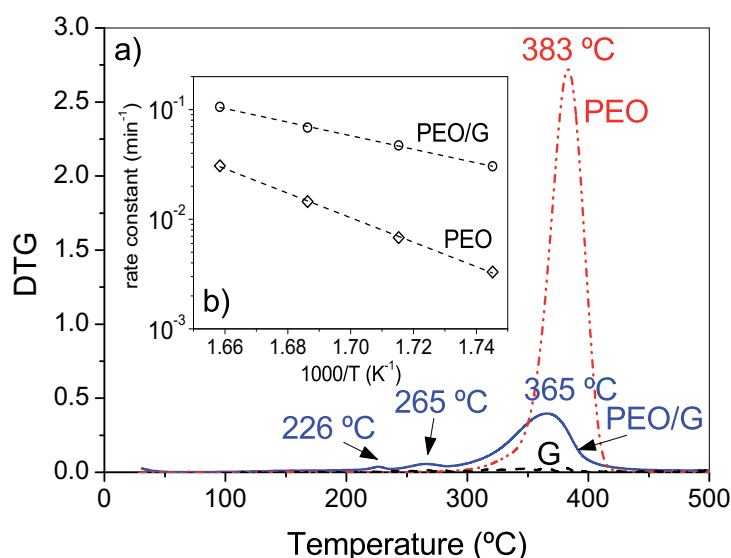 a)
3.0
2.5
2.0
1.5
1.0
0.5
0.0
DTG
0 100 200 300 400 500
Temperature (ºC)
383 ºC
PEO
365 ºC
PEO/G
265 ºC
226 ºC
G
b)
10⁻¹
10⁻²
10⁻³
rate constant (min⁻¹)
PEO/G
PEO
1.66 1.68 1.70 1.72 1.74
1000/T (K⁻¹)